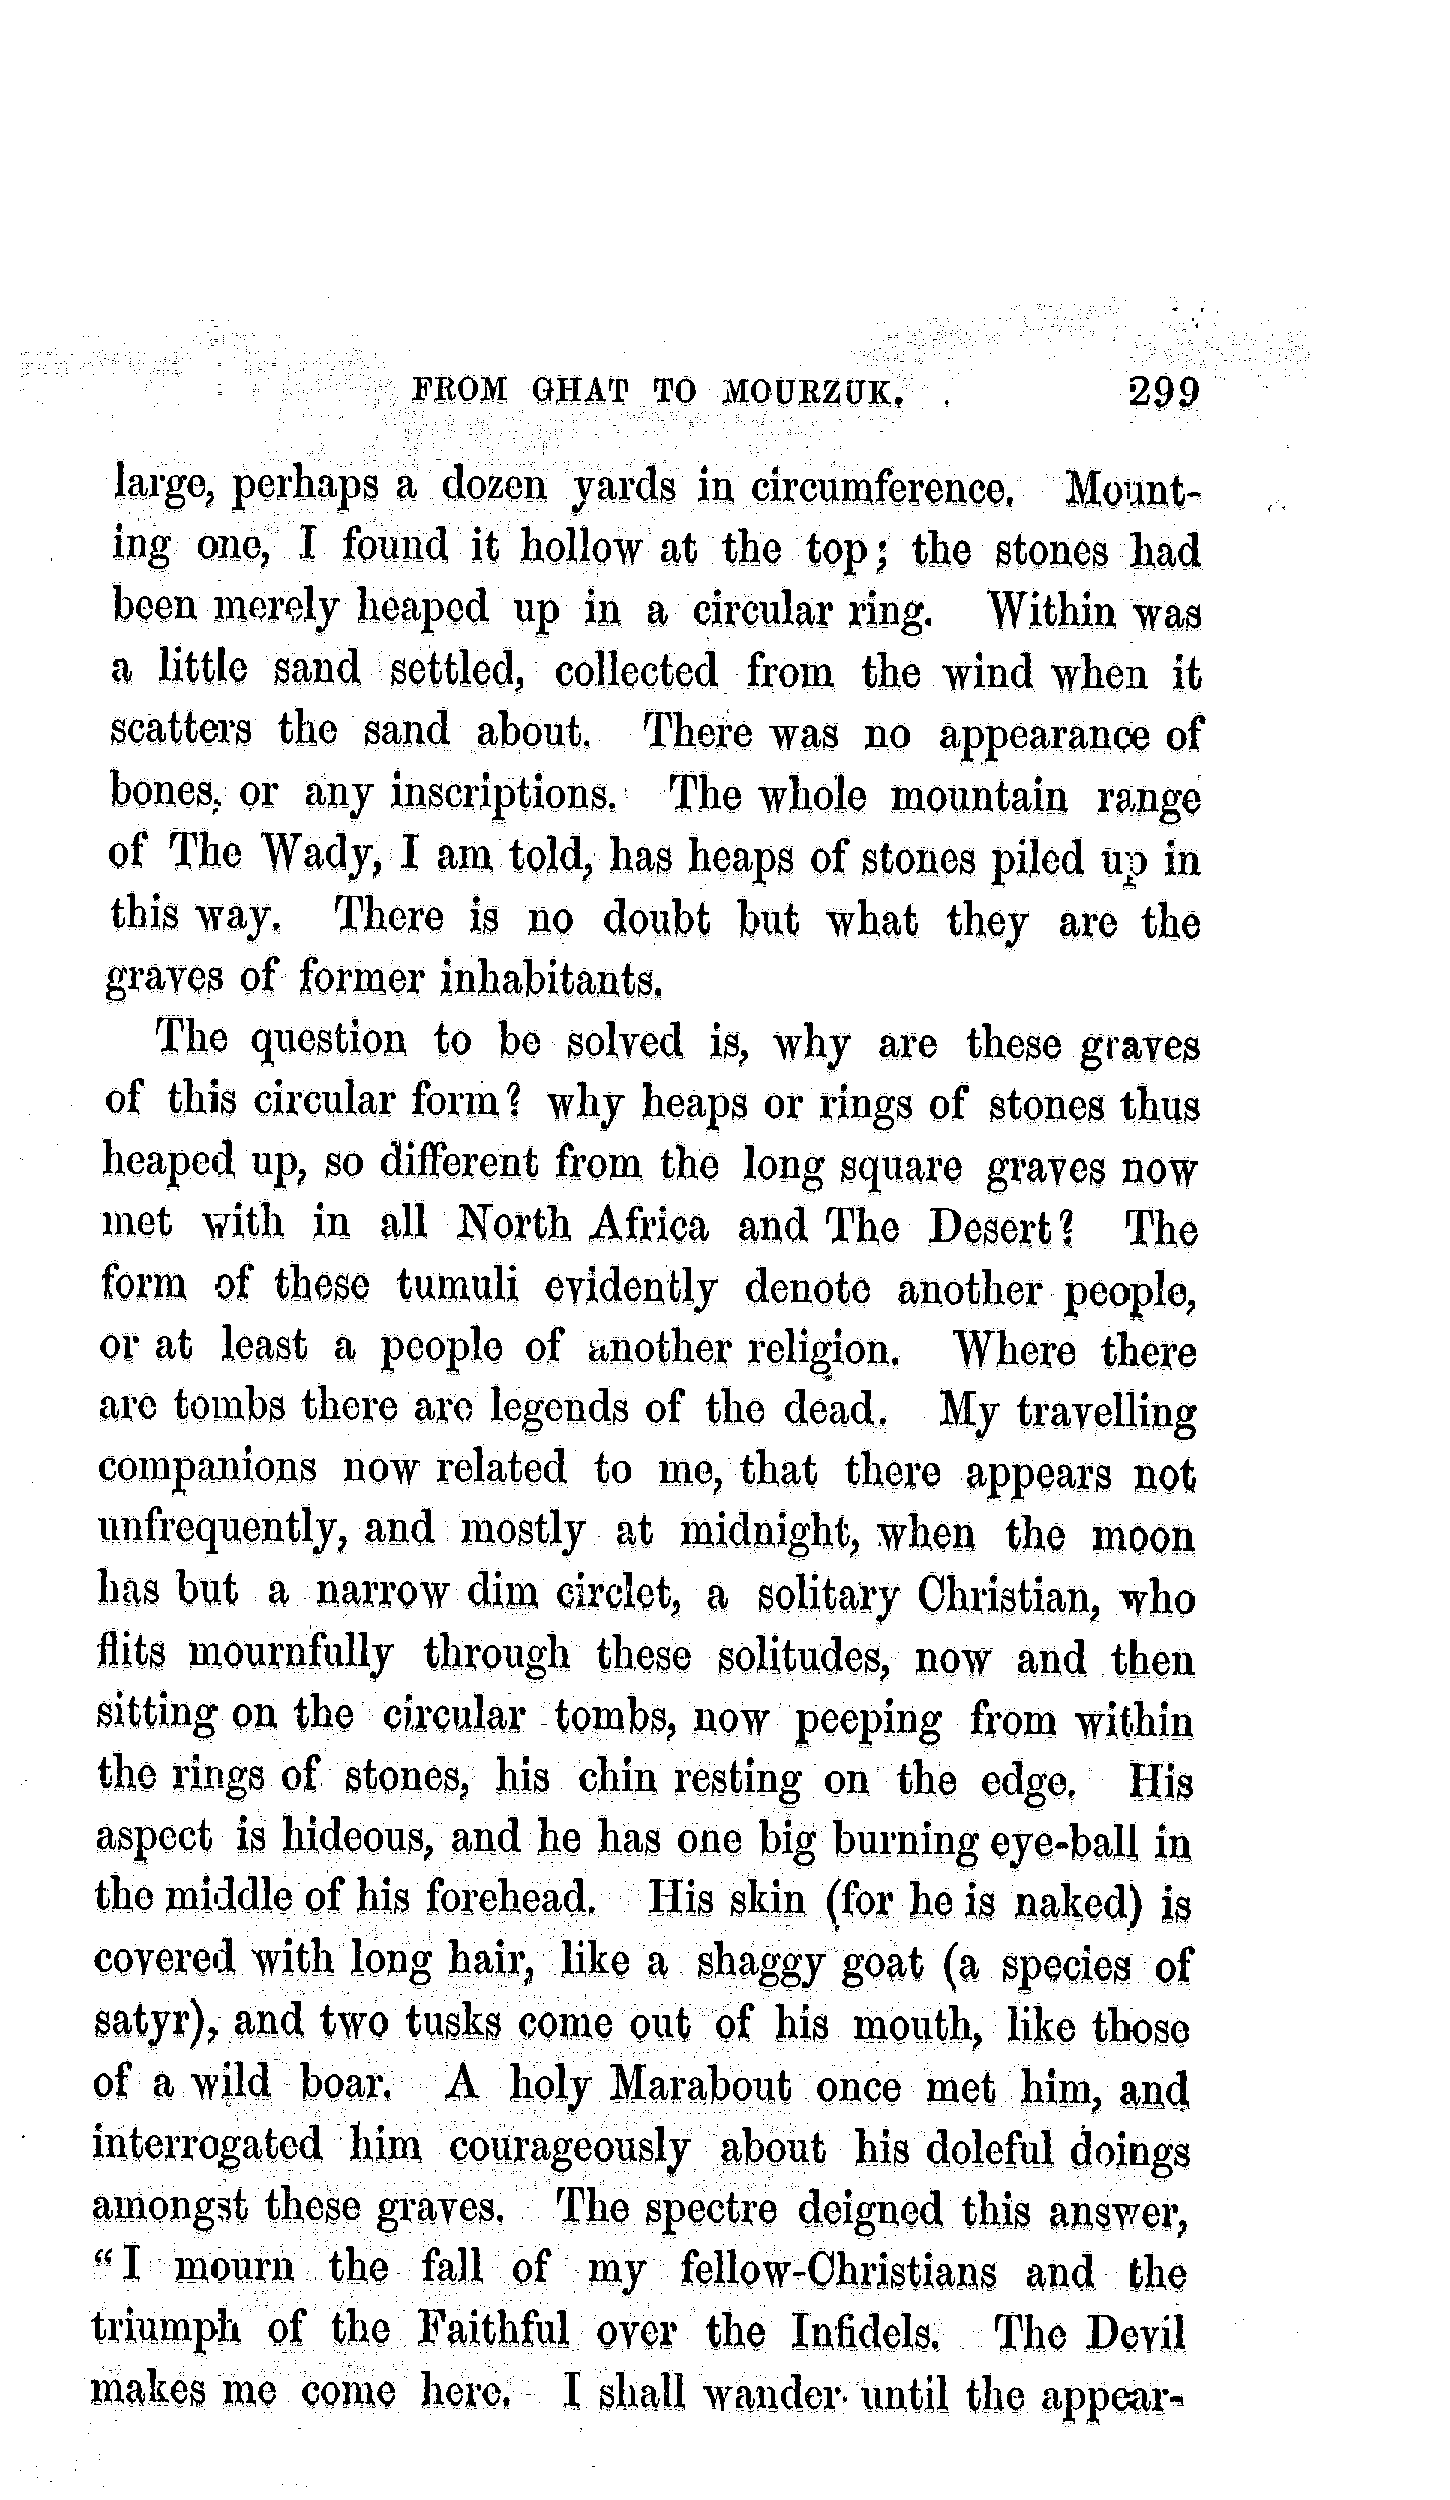 FROM GHAT TO MOURZUK. 299
large, perhaps a dozen yards in circumference. Mount-
ing one, I found it hollow at the top; the stones had
been merely heaped up in a circular ring. Within was
a little sand settled, collected from the wind when it
scatters the sand about. There was no appearance of
bones, or any inscriptions. The whole mountain range
of The Wady, I am told, has heaps of stones piled up in
this way. There is no doubt but what they are the
graves of former inhabitants.
The question to be solved is, why are these graves
of this circular form? why heaps or rings of stones thus
heaped up, so different from the long square graves now
met with in all North Africa and The Desert? The
form of these tumuli evidently denote another people,
or at least a people of another religion. Where there
are tombs there are legends of the dead. My travelling
companions now related to me, that there appears not
unfrequently, and mostly at midnight, when the moon
has but a narrow dim circlet, a solitary Christian, who
flits mournfully through these solitudes, now and then
sitting on the circular tombs, now peeping from within
the rings of stones, his chin resting on the edge. His
aspect is hideous, and he has one big burning eye-ball in
the middle of his forehead. His skin (for he is naked) is
covered with long hair, like a shaggy goat (a species of
satyr), and two tusks come out of his mouth, like those
of a wild boar. A holy Marabout once met him, and
interrogated him courageously about his doleful doings
amongst these graves. The spectre deigned this answer,
"I mourn the fall of my fellow-Christians and the
triumph of the Faithful over the Infidels. The Devil
makes me come here. I shall wander until the appear-